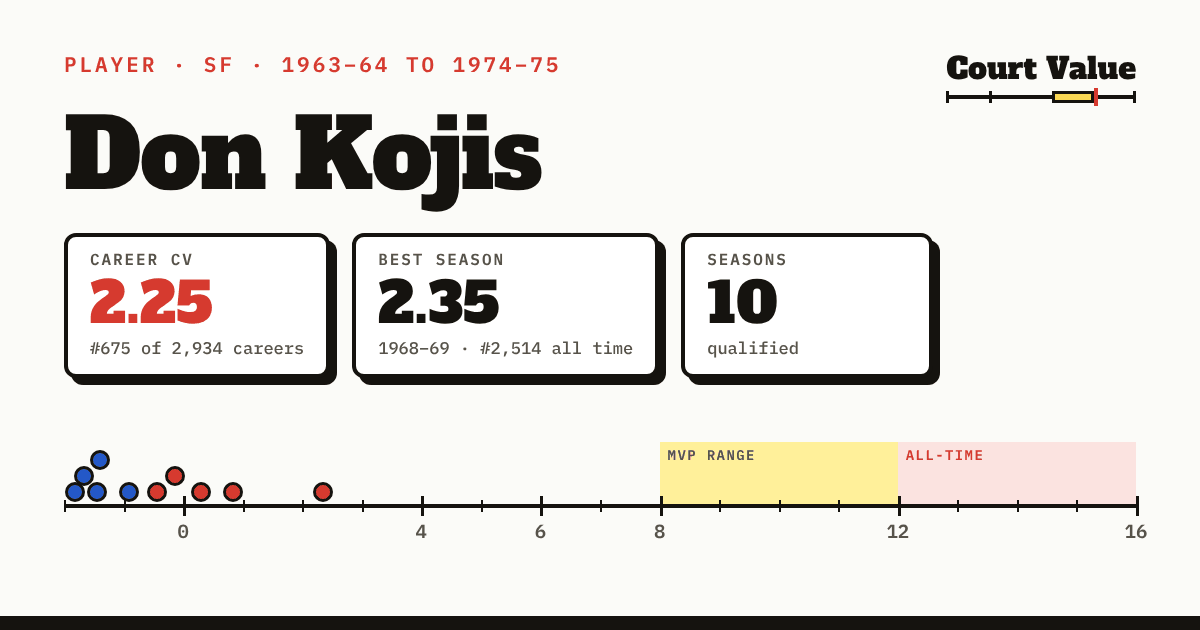 PLAYER · SF · 1963–64 TO 1974–75
Court Value
Don Kojis
CAREER CV
2.25
#675 of 2,934 careers
BEST SEASON
2.35
1968–69 · #2,514 all time
SEASONS
10
qualified
MVP RANGE
ALL-TIME
0 4 6 8 12 16